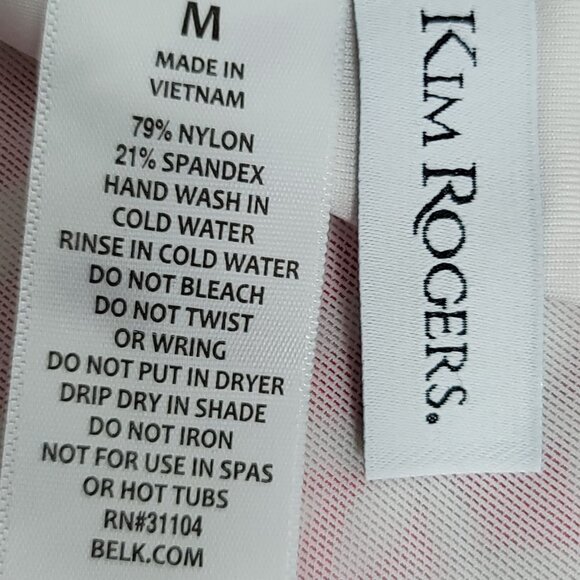 M
MADE IN
VIETNAM
79% NYLON
21% SPANDEX
HAND WASH IN
COLD WATER
RINSE IN COLD WATER
DO NOT BLEACH
DO NOT TWIST
OR WRING
DO NOT PUT IN DRYER
DRIP DRY IN SHADE
DO NOT IRON
NOT FOR USE IN SPAS
OR HOT TUBS
RN#31104
BELK.COM
KIM ROGERS.